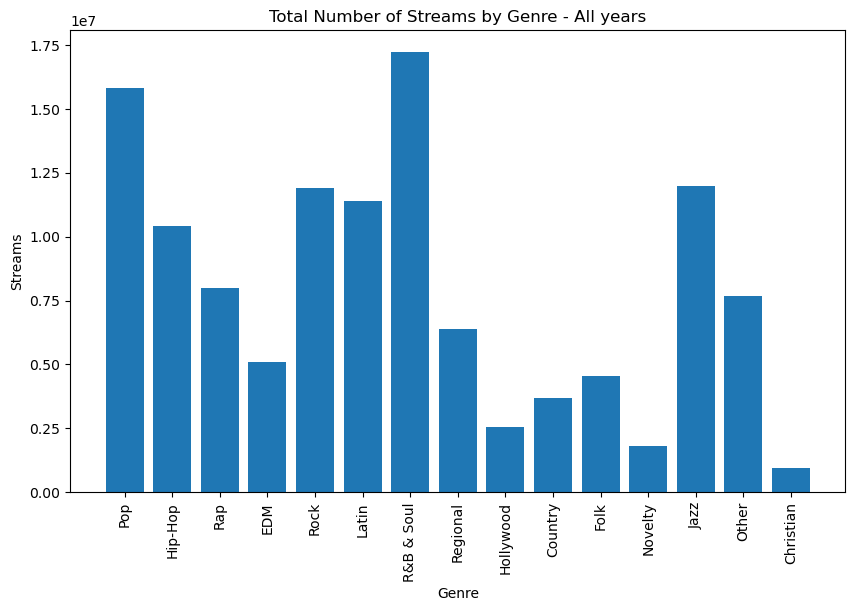 Total Number of Streams by Genre - All years
1e7
1.75
1.50
1.25
1.00
0.75
0.50
0.25
0.00
Streams
Pop
Hip-Hop
Rap
EDM
Rock
Latin
R&B & Soul
Regional
Hollywood
Country
Folk
Novelty
Jazz
Other
Christian
Genre